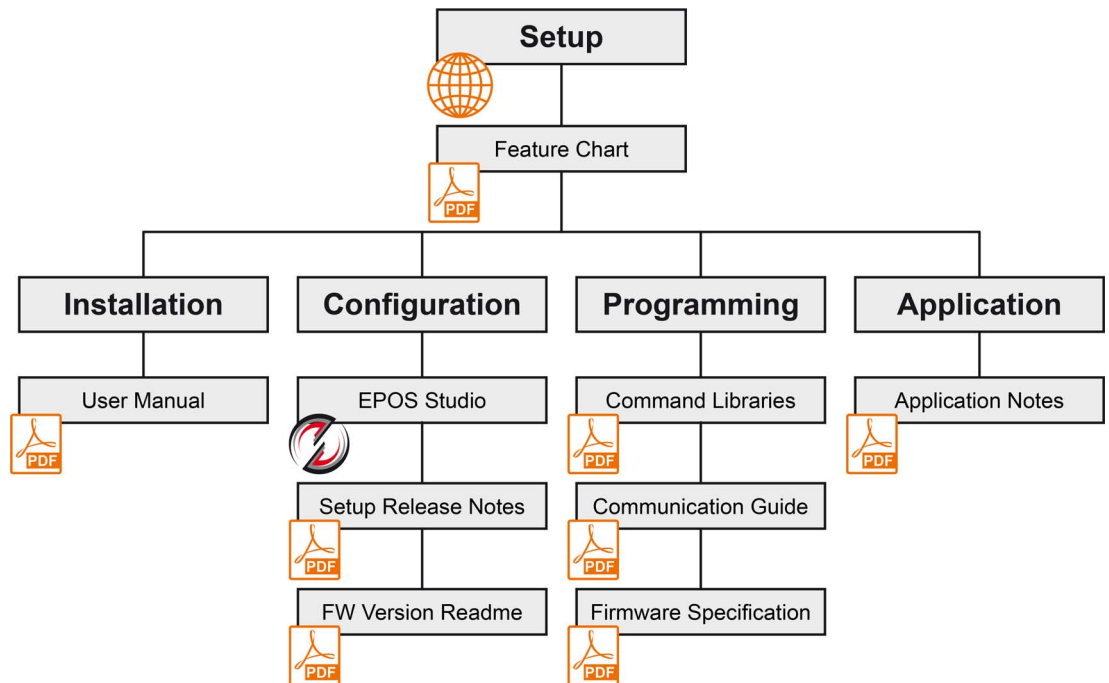 Setup
Feature Chart
PDF
Installation
Configuration
Programming
Application
User Manual
EPOS Studio
Command Libraries
Application Notes
PDF
PDF
PDF
Setup Release Notes
Communication Guide
PDF
PDF
FW Version Readme
Firmware Specification
PDF
PDF